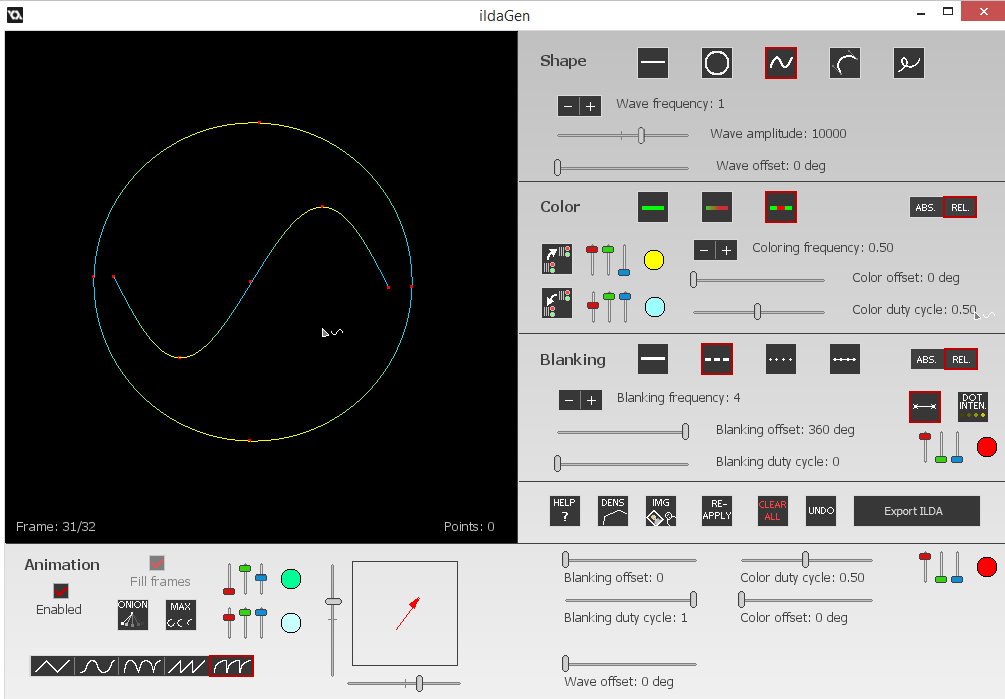 ildaGen
Shape
Wave frequency: 1
Wave amplitude: 10000
Wave offset: 0 deg
Color
ABS. REL.
Coloring frequency: 0.50
Color offset: 0 deg
Color duty cycle: 0.50
Blanking
ABS. REL.
Blanking frequency: 4
DOT
INTEN.
Blanking offset: 360 deg
Blanking duty cycle: 0
HELP
?
DENS
IMG
RE-
APPLY
CLEAR
ALL
UNDO
Export ILDA
Frame: 31/32
Points: 0
Animation
Enabled
Fill frames
ONION
MAX
Blanking offset: 0
Color duty cycle: 0.50
Blanking duty cycle: 1
Color offset: 0 deg
Wave offset: 0 deg